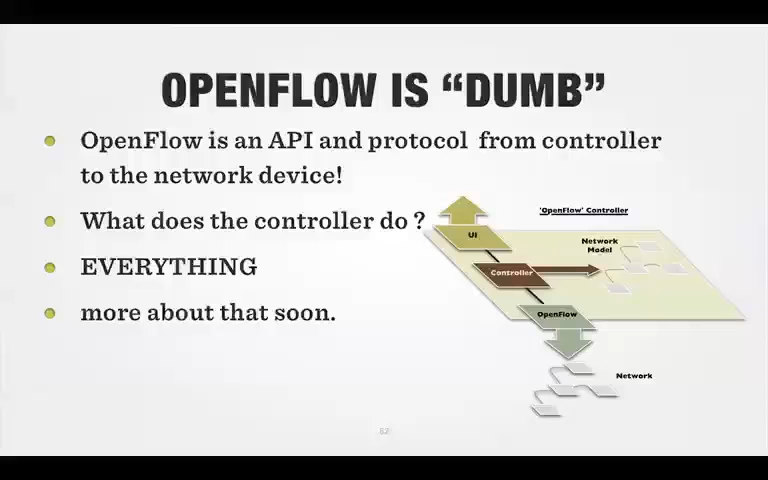 OPENFLOW IS “DUMB”
OpenFlow is an API and protocol from controller
to the network device!
What does the controller do ?
EVERYTHING
more about that soon.
'OpenFlow' Controller
UI
Network
Model
Controller
OpenFlow
Network
52